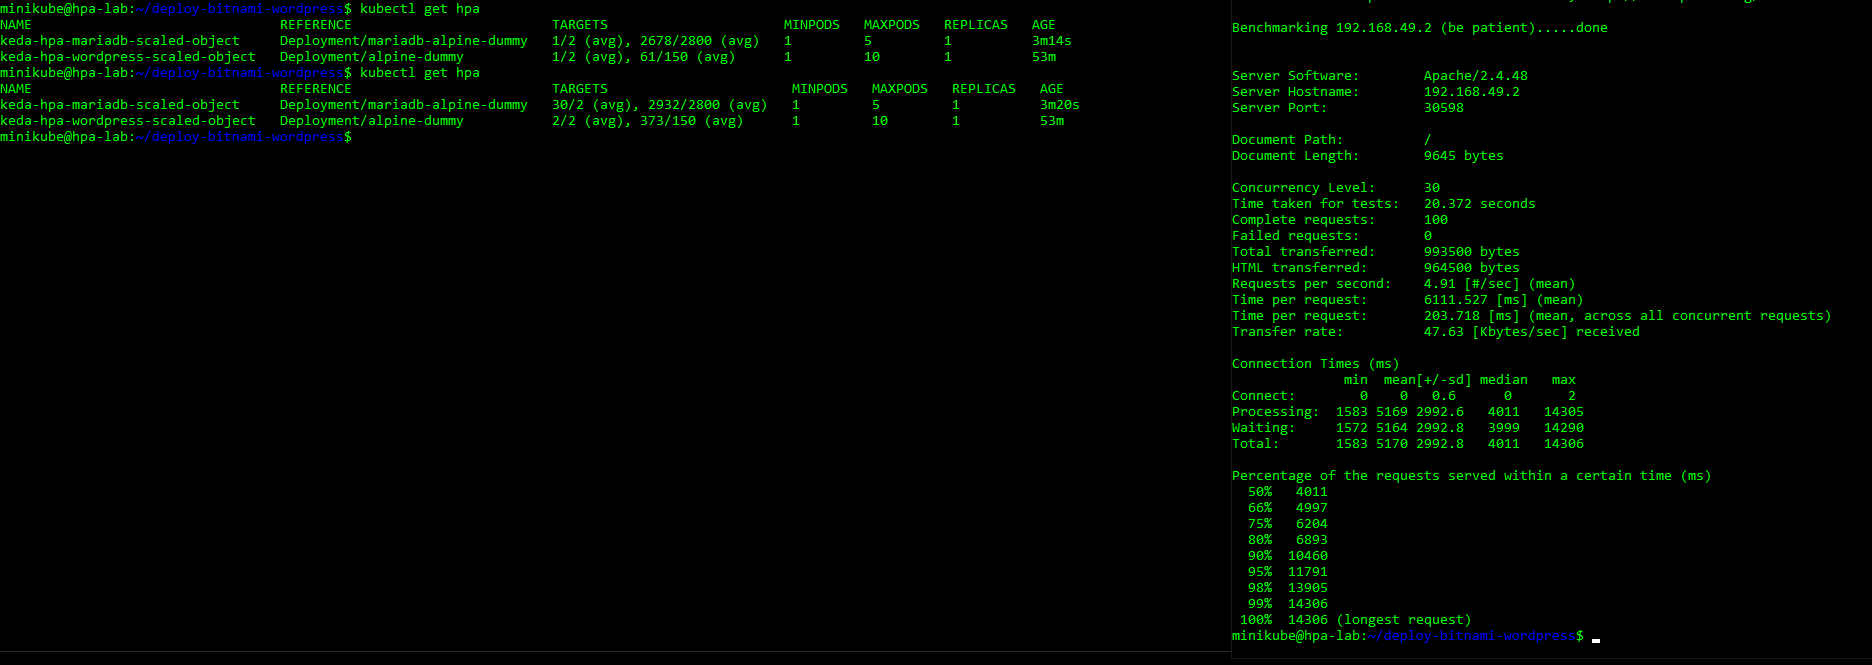 minikube@hpa-lab:~/deploy-bitnami-wordpress$ kubectl get hpa
NAME REFERENCE TARGETS MINPODS MAXPODS REPLICAS AGE
keda-hpa-mariadb-scaled-object Deployment/mariadb-alpine-dummy 1/2 (avg), 2678/2800 (avg) 1 5 1 3m14s
keda-hpa-wordpress-scaled-object Deployment/alpine-dummy 1/2 (avg), 61/150 (avg) 1 10 1 53m
minikube@hpa-lab:~/deploy-bitnami-wordpress$ kubectl get hpa
NAME REFERENCE TARGETS MINPODS MAXPODS REPLICAS AGE
keda-hpa-mariadb-scaled-object Deployment/mariadb-alpine-dummy 30/2 (avg), 2932/2800 (avg) 1 5 1 3m20s
keda-hpa-wordpress-scaled-object Deployment/alpine-dummy 2/2 (avg), 373/150 (avg) 1 10 1 53m
minikube@hpa-lab:~/deploy-bitnami-wordpress$
Benchmarking 192.168.49.2 (be patient).....done
Server Software: Apache/2.4.48
Server Hostname: 192.168.49.2
Server Port: 30598
Document Path: /
Document Length: 9645 bytes
Concurrency Level: 30
Time taken for tests: 20.372 seconds
Complete requests: 100
Failed requests: 0
Total transferred: 993500 bytes
HTML transferred: 964500 bytes
Requests per second: 4.91 [#/sec] (mean)
Time per request: 6111.527 [ms] (mean)
Time per request: 203.718 [ms] (mean, across all concurrent requests)
Transfer rate: 47.63 [Kbytes/sec] received
Connection Times (ms)
min mean[+/-sd] median max
Connect: 0 0 0.6 0 2
Processing: 1583 5169 2992.6 4011 14305
Waiting: 1572 5164 2992.8 3999 14290
Total: 1583 5170 2992.8 4011 14306
Percentage of the requests served within a certain time (ms)
50% 4011
66% 4997
75% 6204
80% 6893
90% 10460
95% 11791
98% 13905
99% 14306
100% 14306 (longest request)
minikube@hpa-lab:~/deploy-bitnami-wordpress$